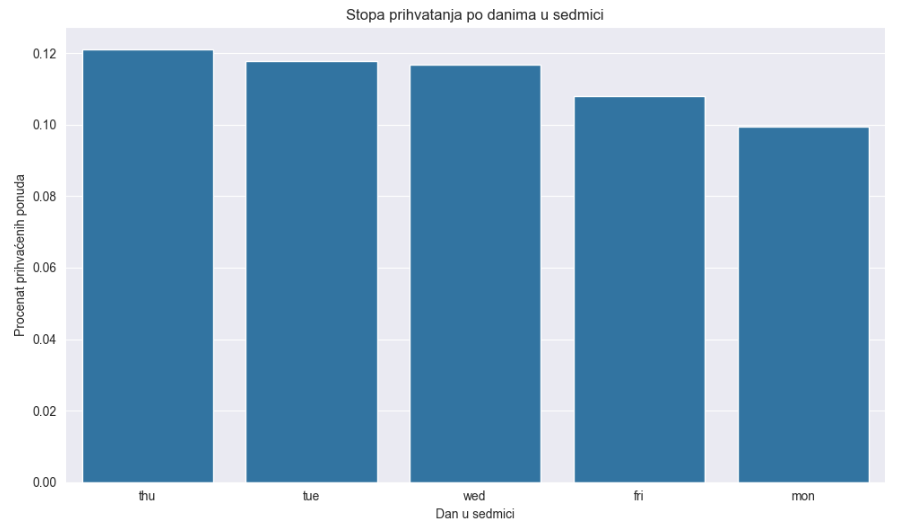 Stopa prihvatanja po danima u sedmici
Procenat prihvaćenih ponuda
0.12
0.10
0.08
0.06
0.04
0.02
0.00
thu tue wed fri mon
Dan u sedmici